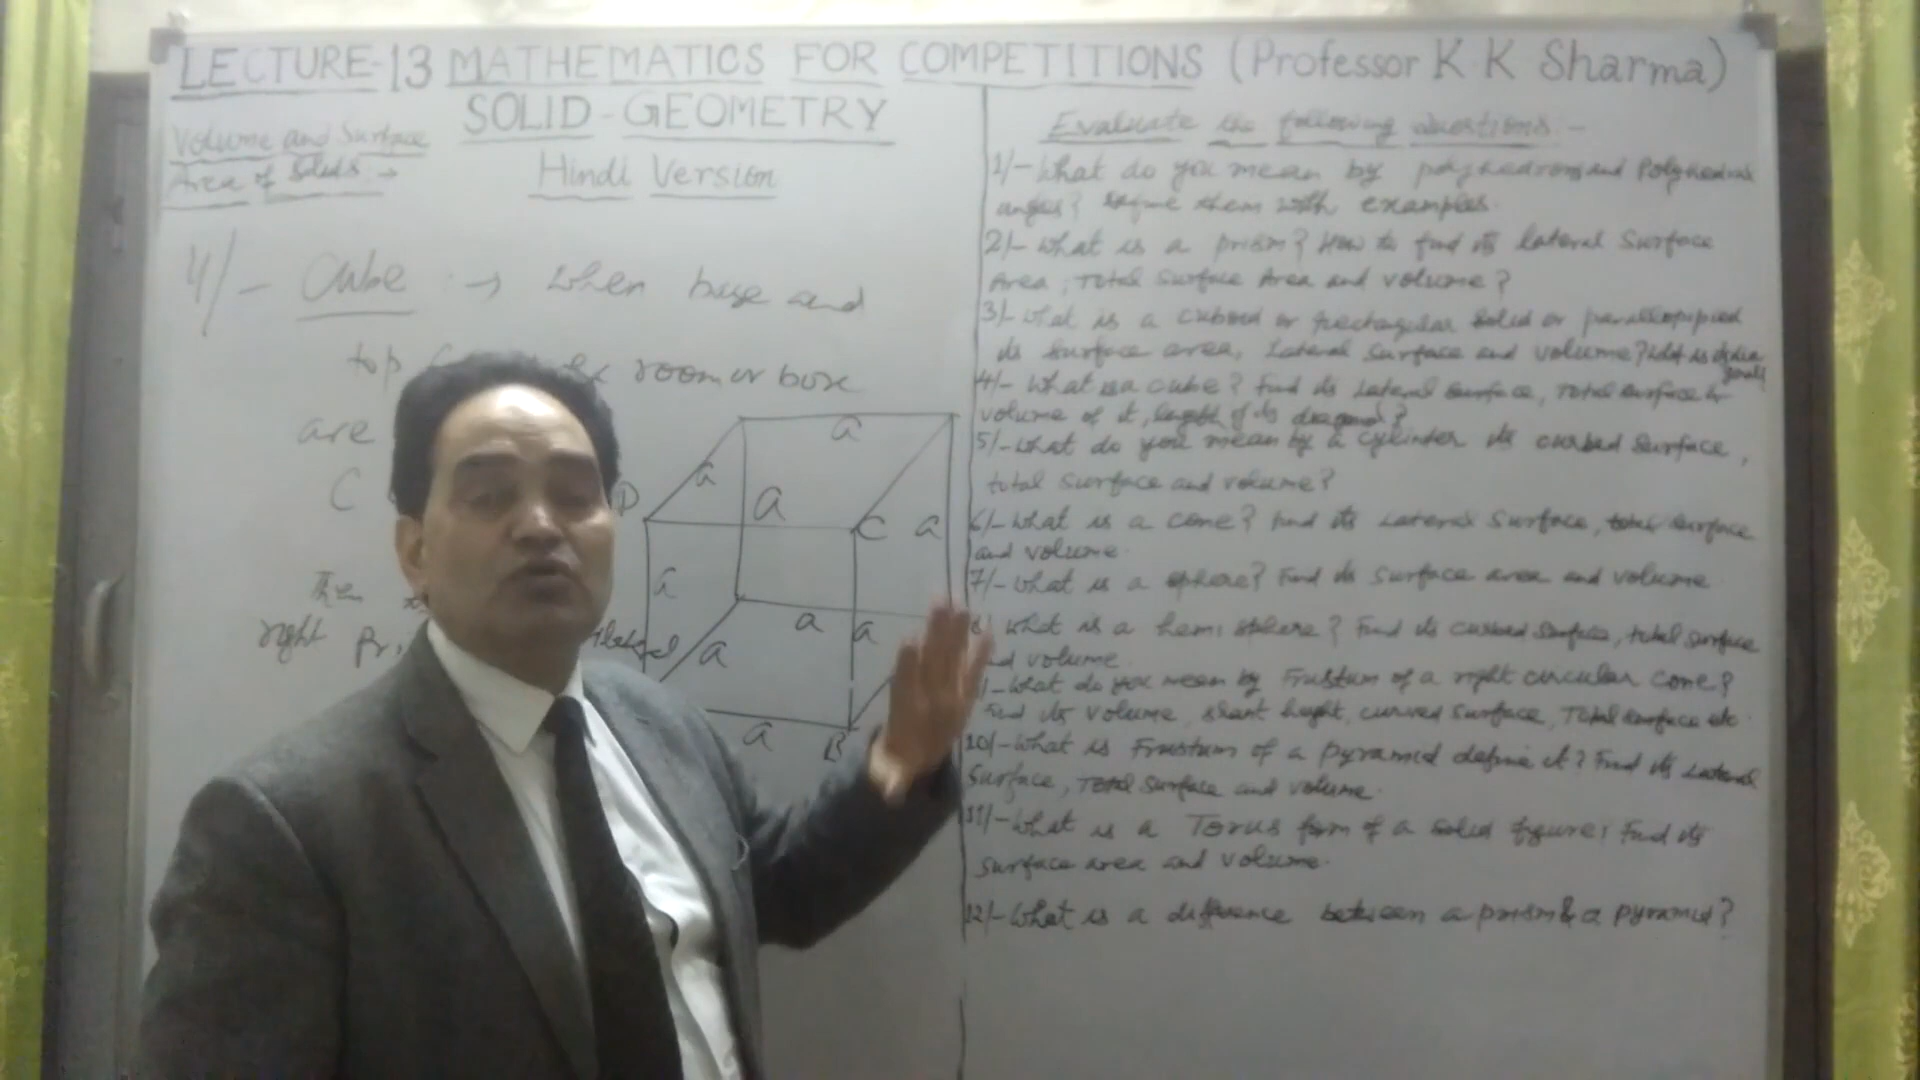 LECTURE-13 MATHEMATICS FOR COMPETITIONS (Professor K K Sharma)
SOLID-GEOMETRY
Volume and Surface
Area of Solids →
Hindi Version
4/- Cube → when base and
top room or box
are
C
Then
right
D
C
B
a
a
a
a
a
a
a
a
a
Evaluate the following questions -
1/- What do you mean by polyhedrons and Polyhedral
angles? define them with examples.
2/- What is a prism? How to find its lateral Surface
Area, Total Surface Area and volume?
3/- What is a cuboid or rectangular Solid or parallopiped
its Surface area, Lateral Surface and volume? What is
4/- What is a cube? Find its Lateral Surface, Total Surface &
volume of it, length of its diagonal?
5/- What do you mean by a cylinder its curbed Surface,
total surface and volume?
6/- What is a cone? Find its Lateral Surface, total surface
and volume.
7/- What is a sphere? Find its Surface area and volume
8/ What is a hemi sphere? Find its curved Surface, total surface
volume
What do you mean by Frustum of a right circular cone?
Find its volume, slant height, curved surface, Total surface etc.
10/- What is Frustum of a pyramid define it? Find its Lateral
Surface, Total Surface and volume.
11/- What is a Torus form of a solid figure; Find its
surface area and volume.
12/- What is a difference between a prism & a pyramid?